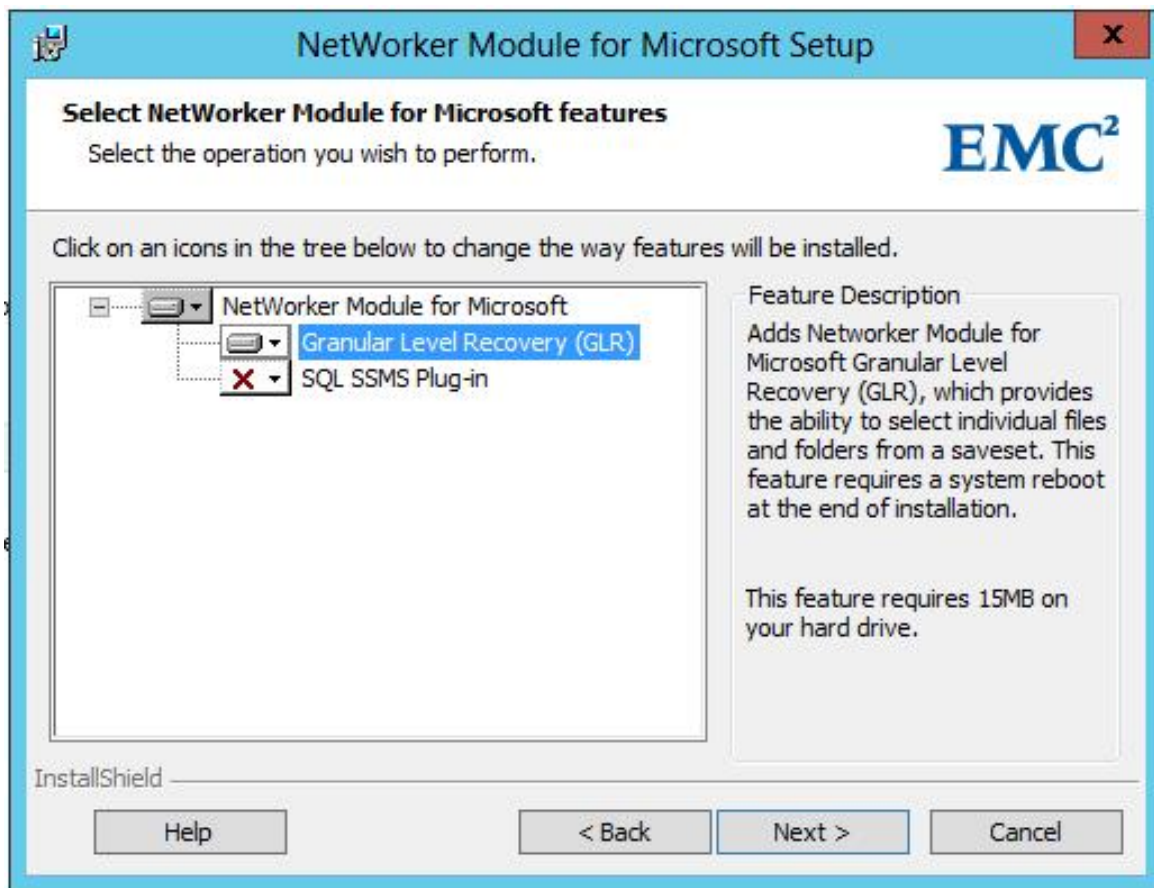 NetWorker Module for Microsoft Setup
x
Select NetWorker Module for Microsoft features
Select the operation you wish to perform.
EMC²
Click on an icons in the tree below to change the way features will be installed.
NetWorker Module for Microsoft
Granular Level Recovery (GLR)
SQL SSMS Plug-in
Feature Description
Adds Networker Module for
Microsoft Granular Level
Recovery (GLR), which provides
the ability to select individual files
and folders from a saveset. This
feature requires a system reboot
at the end of installation.
This feature requires 15MB on
your hard drive.
InstallShield
Help
< Back
Next >
Cancel